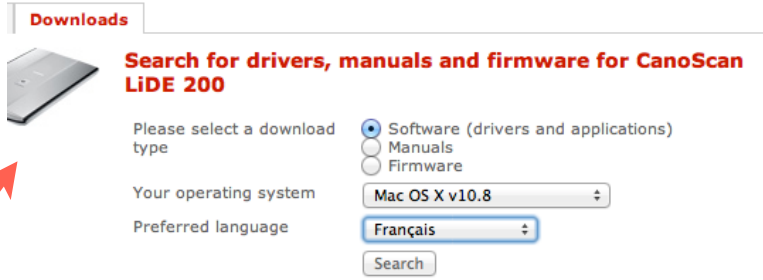 Downloads
Search for drivers, manuals and firmware for CanoScan
LiDE 200
Please select a download
type
Software (drivers and applications)
Manuals
Firmware
Your operating system
Mac OS X v10.8
Preferred language
Français
Search